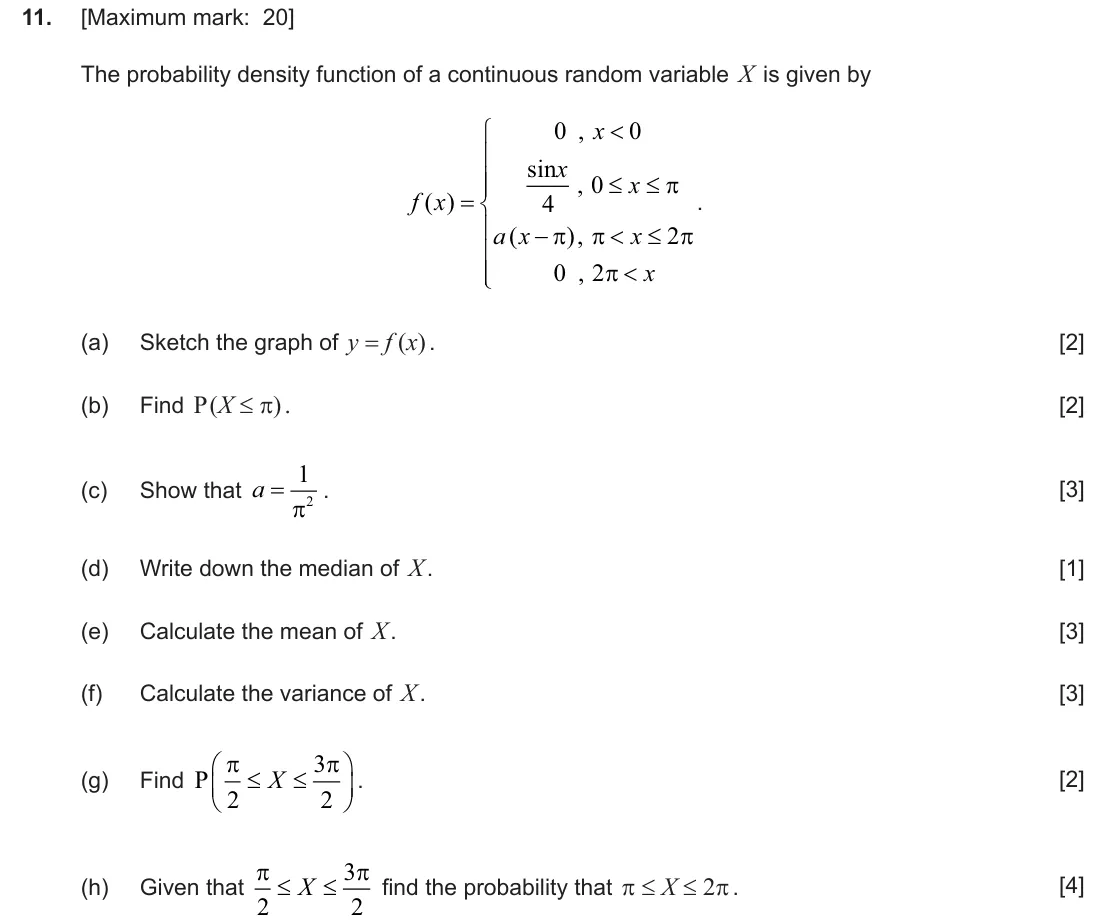 11. [Maximum mark: 20]
The probability density function of a continuous random variable X is given by
f(x) = { 0 , x < 0
sinx/4 , 0 ≤ x ≤ π
a(x − π), π < x ≤ 2π
0 , 2π < x .
(a) Sketch the graph of y = f(x). [2]
(b) Find P(X ≤ π). [2]
(c) Show that a = 1/π². [3]
(d) Write down the median of X. [1]
(e) Calculate the mean of X. [3]
(f) Calculate the variance of X. [3]
(g) Find P(π/2 ≤ X ≤ 3π/2). [2]
(h) Given that π/2 ≤ X ≤ 3π/2 find the probability that π ≤ X ≤ 2π. [4]